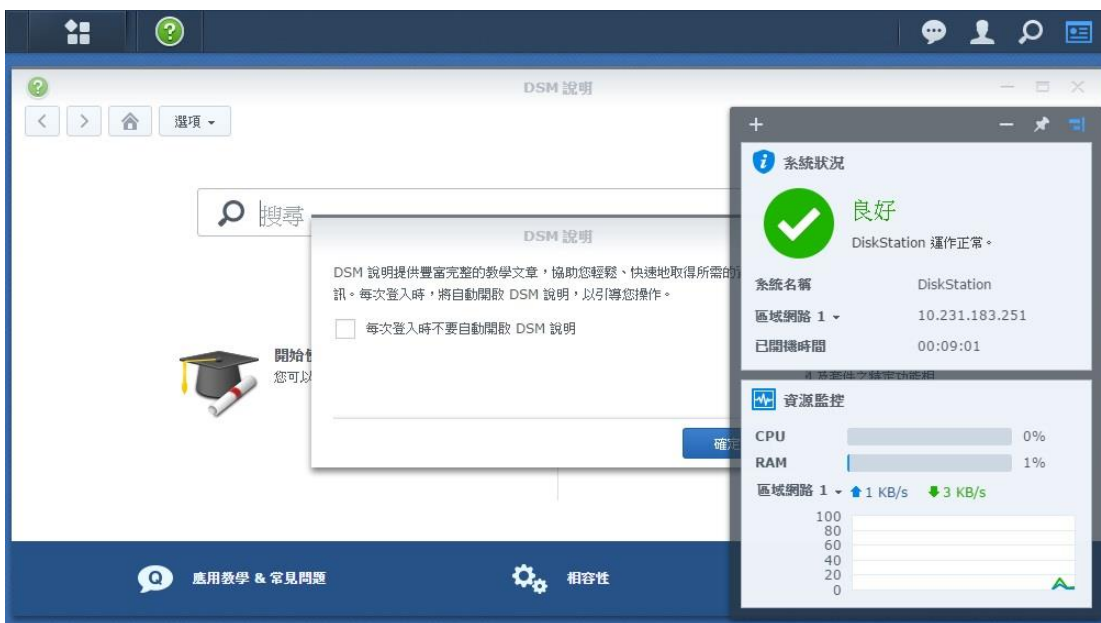 DSM 說明
選項
搜尋
DSM 說明
DSM 說明提供豐富完整的教學文章，協助您輕鬆、快速地取得所需的
訊。每次登入時，將自動開啟 DSM 說明，以引導您操作。
每次登入時不要自動開啟 DSM 說明
確定
開始
您可以
應用教學 & 常見問題
相容性
系統狀況
良好
DiskStation 運作正常。
系統名稱 DiskStation
區域網路 1 10.231.183.251
已開機時間 00:09:01
資源監控
CPU 0%
RAM 1%
區域網路 1 1 KB/s 3 KB/s
100
80
60
40
20
0